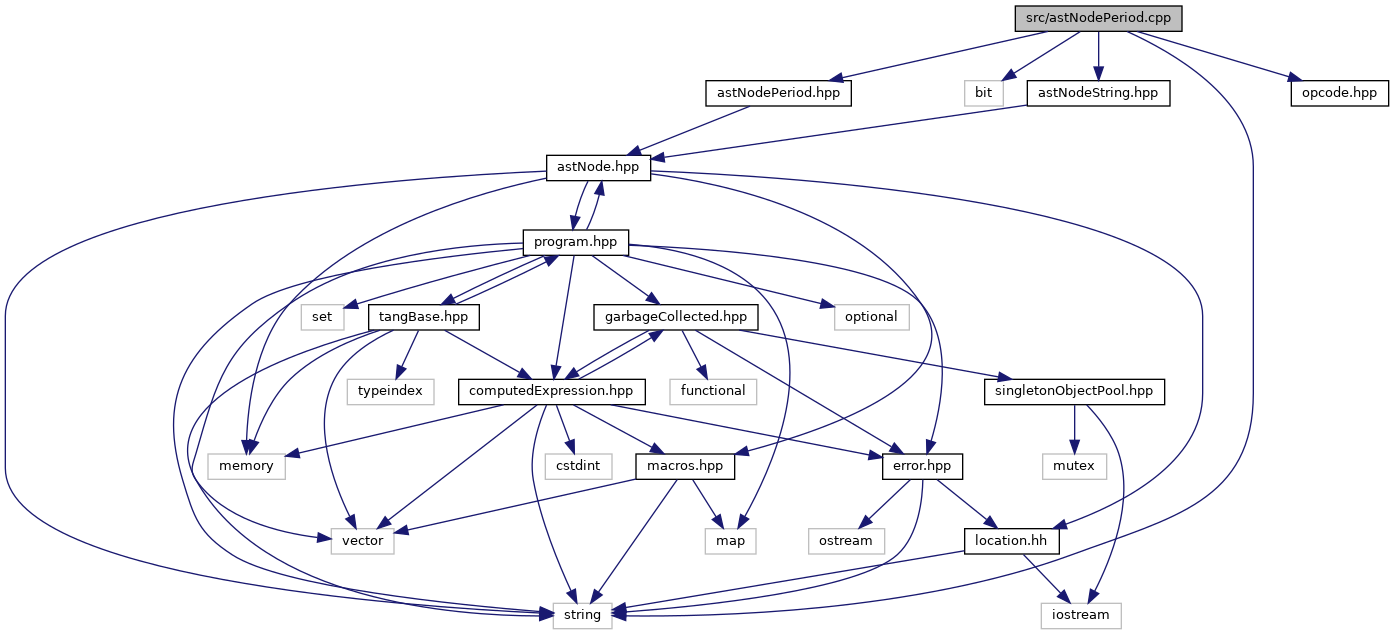 src/astNodePeriod.cpp
astNodePeriod.hpp
bit
astNodeString.hpp
opcode.hpp
astNode.hpp
program.hpp
set
tangBase.hpp
garbageCollected.hpp
optional
typeindex
computedExpression.hpp
functional
singletonObjectPool.hpp
memory
cstdint
macros.hpp
error.hpp
mutex
vector
map
ostream
location.hh
string
iostream